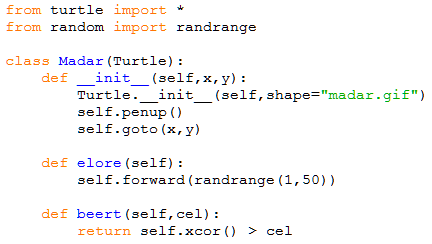 from turtle import *
from random import randrange

class Madar(Turtle):
    def __init__(self,x,y):
        Turtle.__init__(self,shape="madar.gif")
        self.penup()
        self.goto(x,y)

    def elore(self):
        self.forward(randrange(1,50))

    def beert(self,cel):
        return self.xcor() > cel